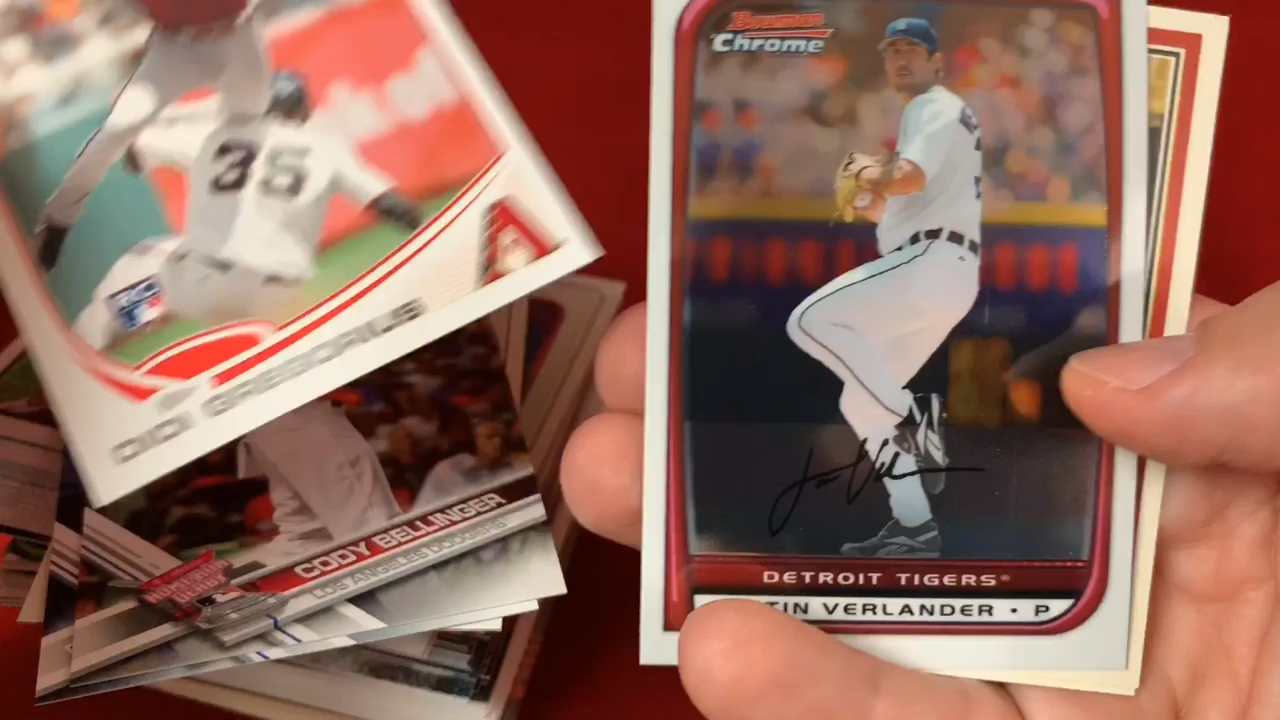 35
DIDI GREGORIUS
CODY BELLINGER
LOS ANGELES DODGERS
Bowman
Chrome
DETROIT TIGERS®
TIN VERLANDER • P